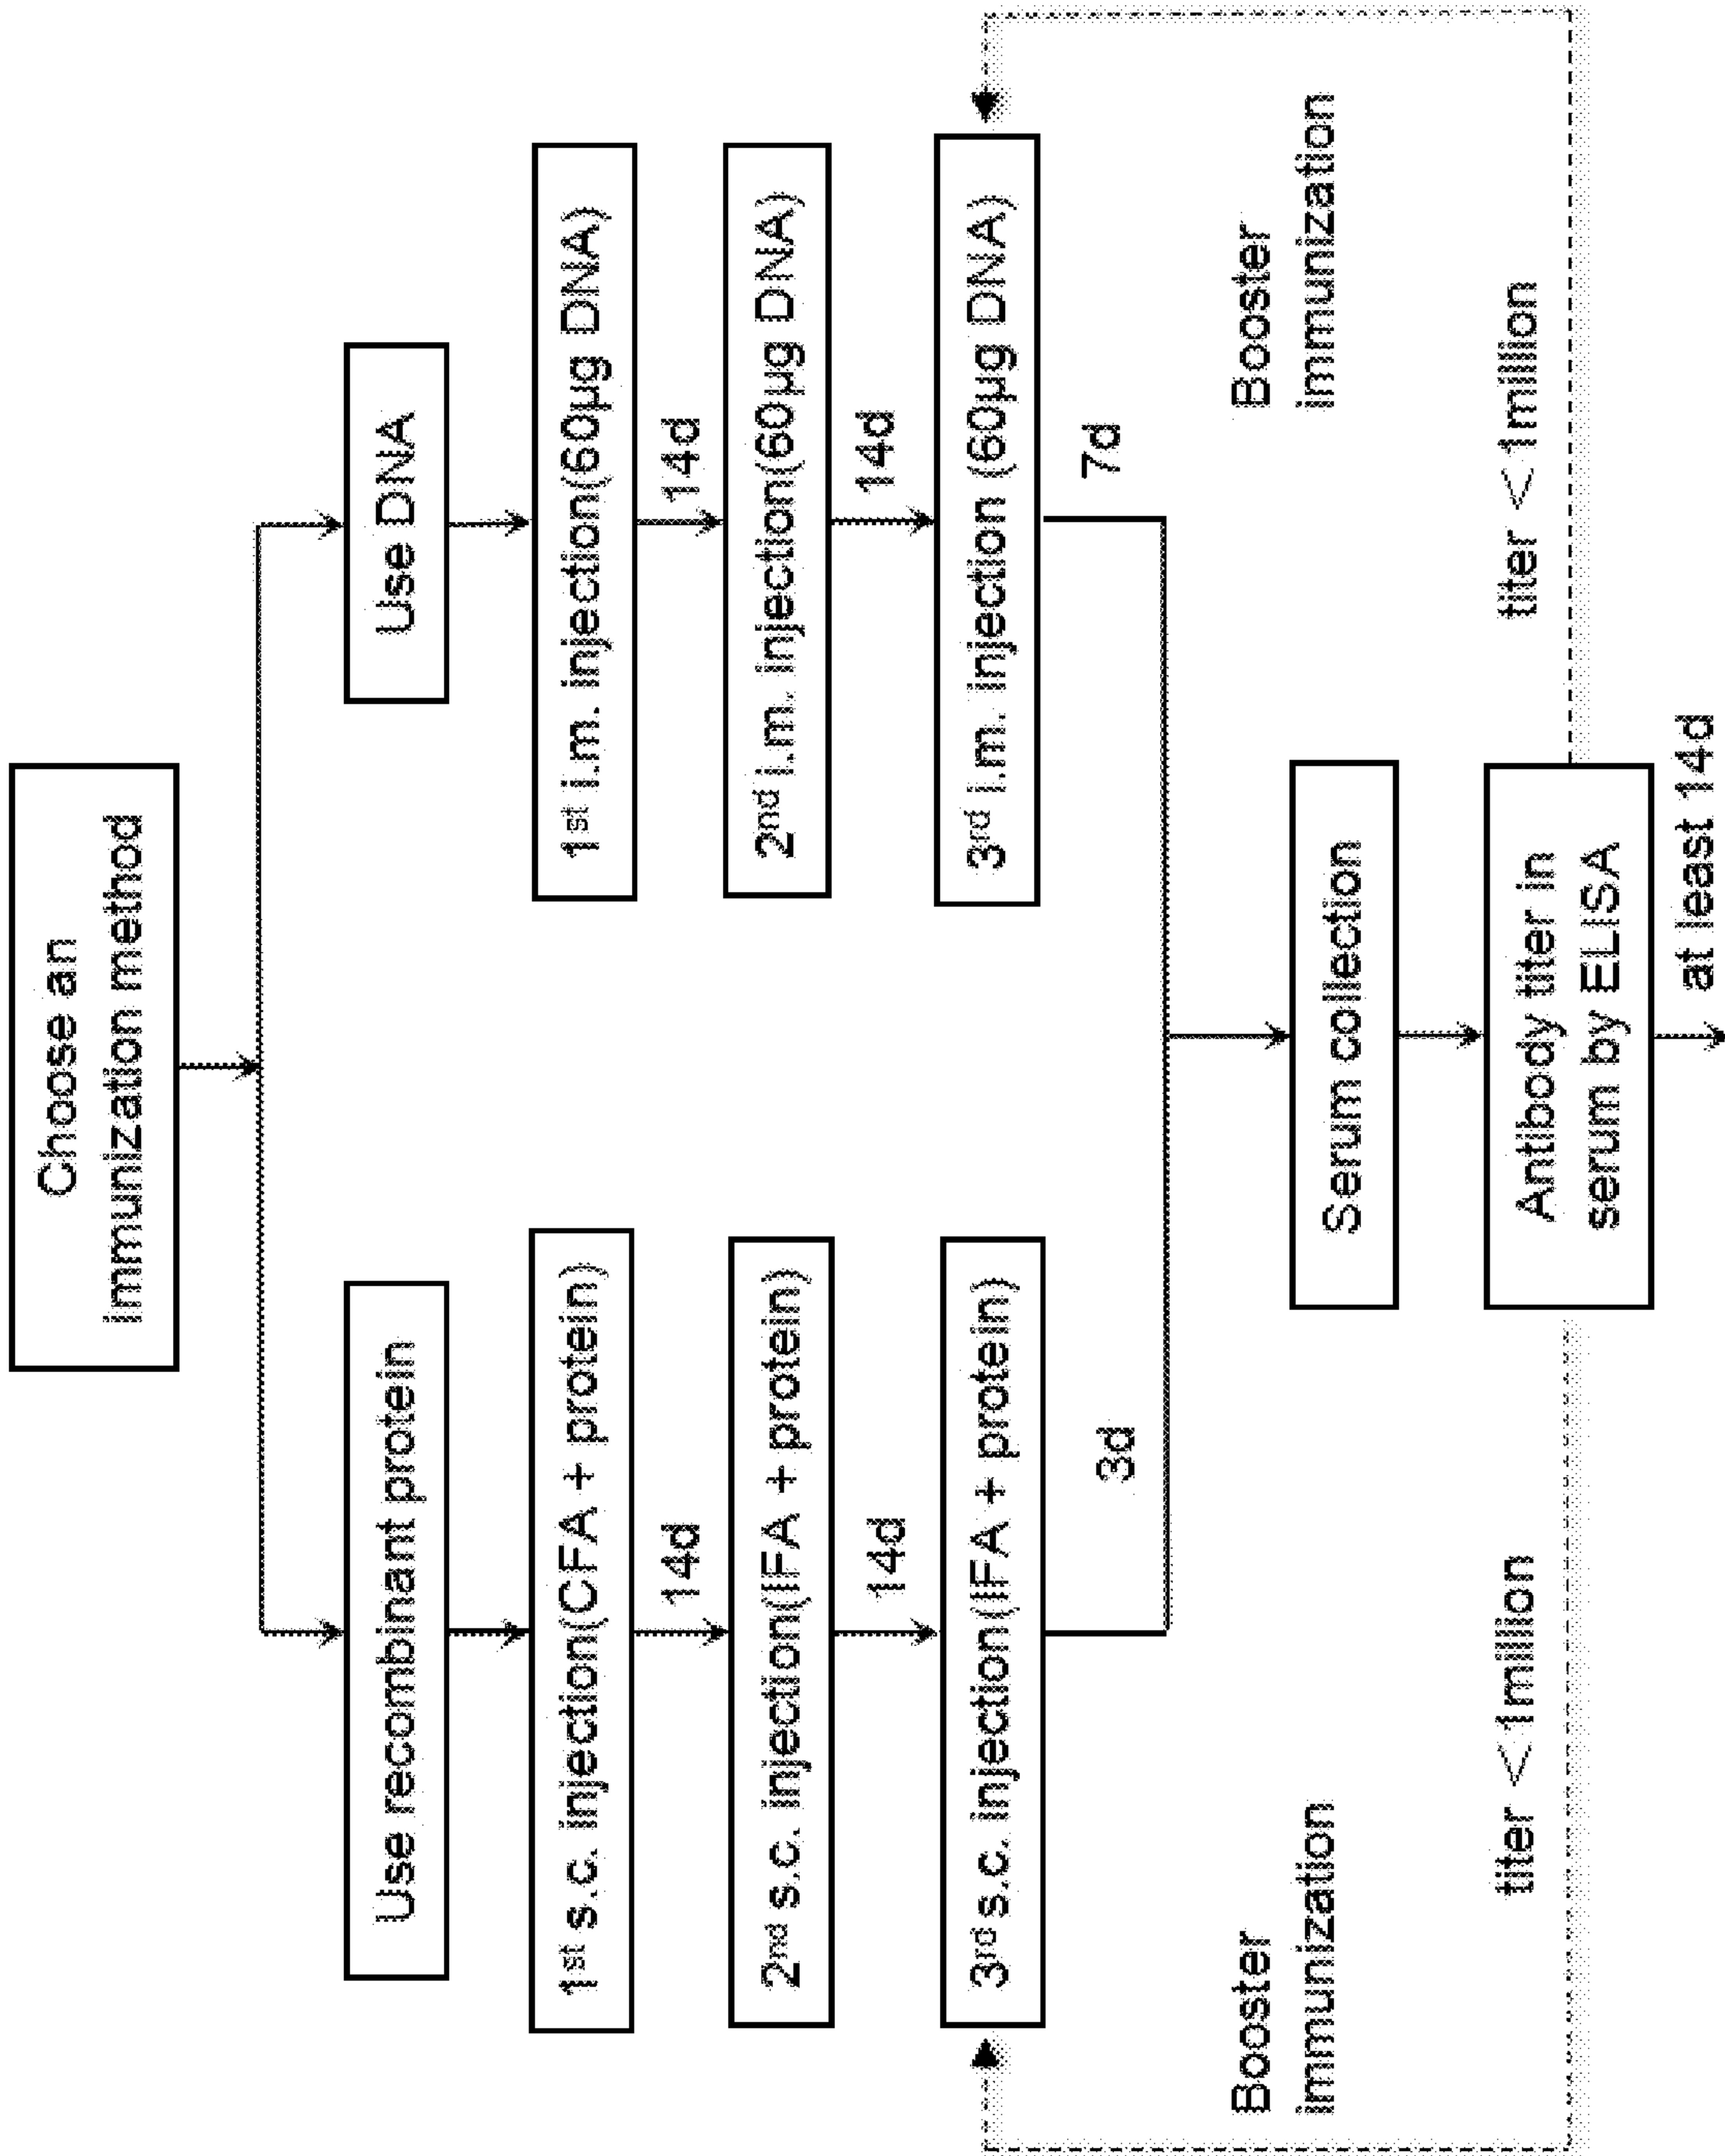 Choose an
immunization method
Use recombinant protein
1st s.c. injection(CFA + protein)
14d
2nd s.c. injection(IFA + protein)
14d
3rd s.c. injection(IFA + protein)
3d
Use DNA
1st i.m. injection(60µg DNA)
14d
2nd i.m. injection(60µg DNA)
14d
3rd i.m. injection (60µg DNA)
7d
Serum collection
Booster
immunization
Booster
immunization
Antibody titer in
serum by ELISA
titer <1million
titer <1million
at least 14d